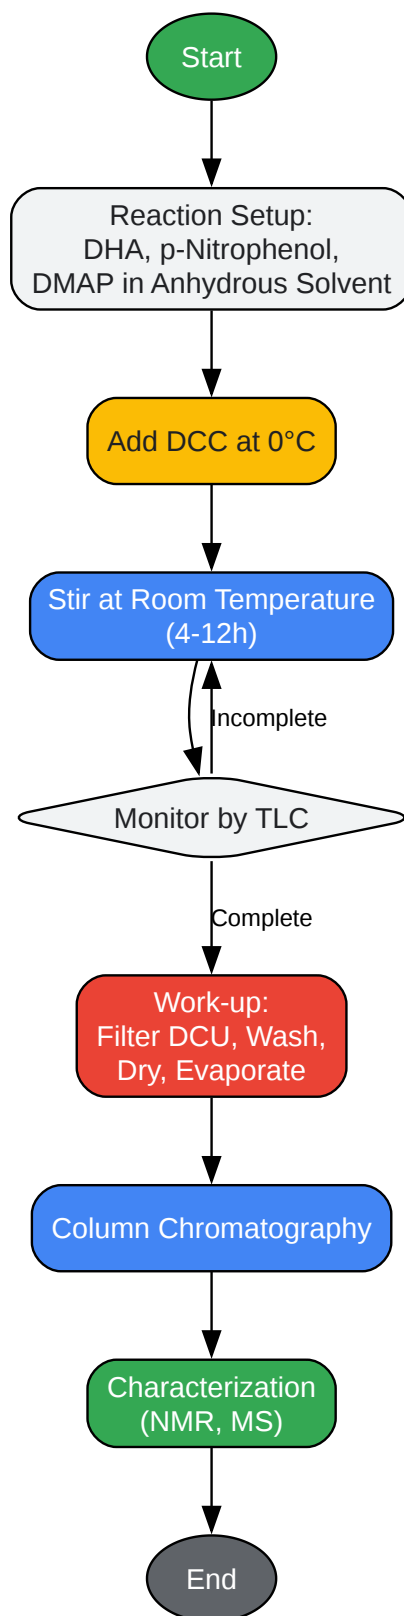 Start
Reaction Setup:
DHA, p-Nitrophenol,
DMAP in Anhydrous Solvent
Add DCC at 0°C
Stir at Room Temperature
(4-12h)
Incomplete
Monitor by TLC
Complete
Work-up:
Filter DCU, Wash,
Dry, Evaporate
Column Chromatography
Characterization
(NMR, MS)
End